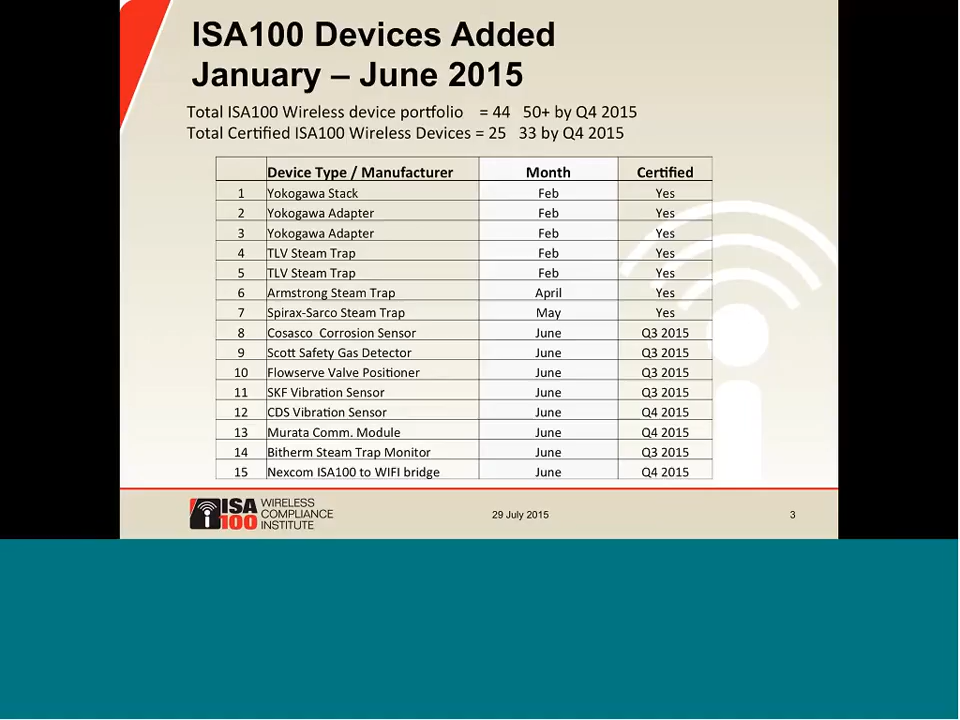 ISA100 Devices Added
January – June 2015
Total ISA100 Wireless device portfolio = 44 50+ by Q4 2015
Total Certified ISA100 Wireless Devices = 25 33 by Q4 2015
Device Type / Manufacturer Month Certified
1 Yokogawa Stack Feb Yes
2 Yokogawa Adapter Feb Yes
3 Yokogawa Adapter Feb Yes
4 TLV Steam Trap Feb Yes
5 TLV Steam Trap Feb Yes
6 Armstrong Steam Trap April Yes
7 Spirax-Sarco Steam Trap May Yes
8 Cosasco Corrosion Sensor June Q3 2015
9 Scott Safety Gas Detector June Q3 2015
10 Flowserve Valve Positioner June Q3 2015
11 SKF Vibration Sensor June Q3 2015
12 CDS Vibration Sensor June Q4 2015
13 Murata Comm. Module June Q4 2015
14 Bitherm Steam Trap Monitor June Q3 2015
15 Nexcom ISA100 to WIFI bridge June Q4 2015
ISA 100 WIRELESS
COMPLIANCE
INSTITUTE
29 July 2015
3